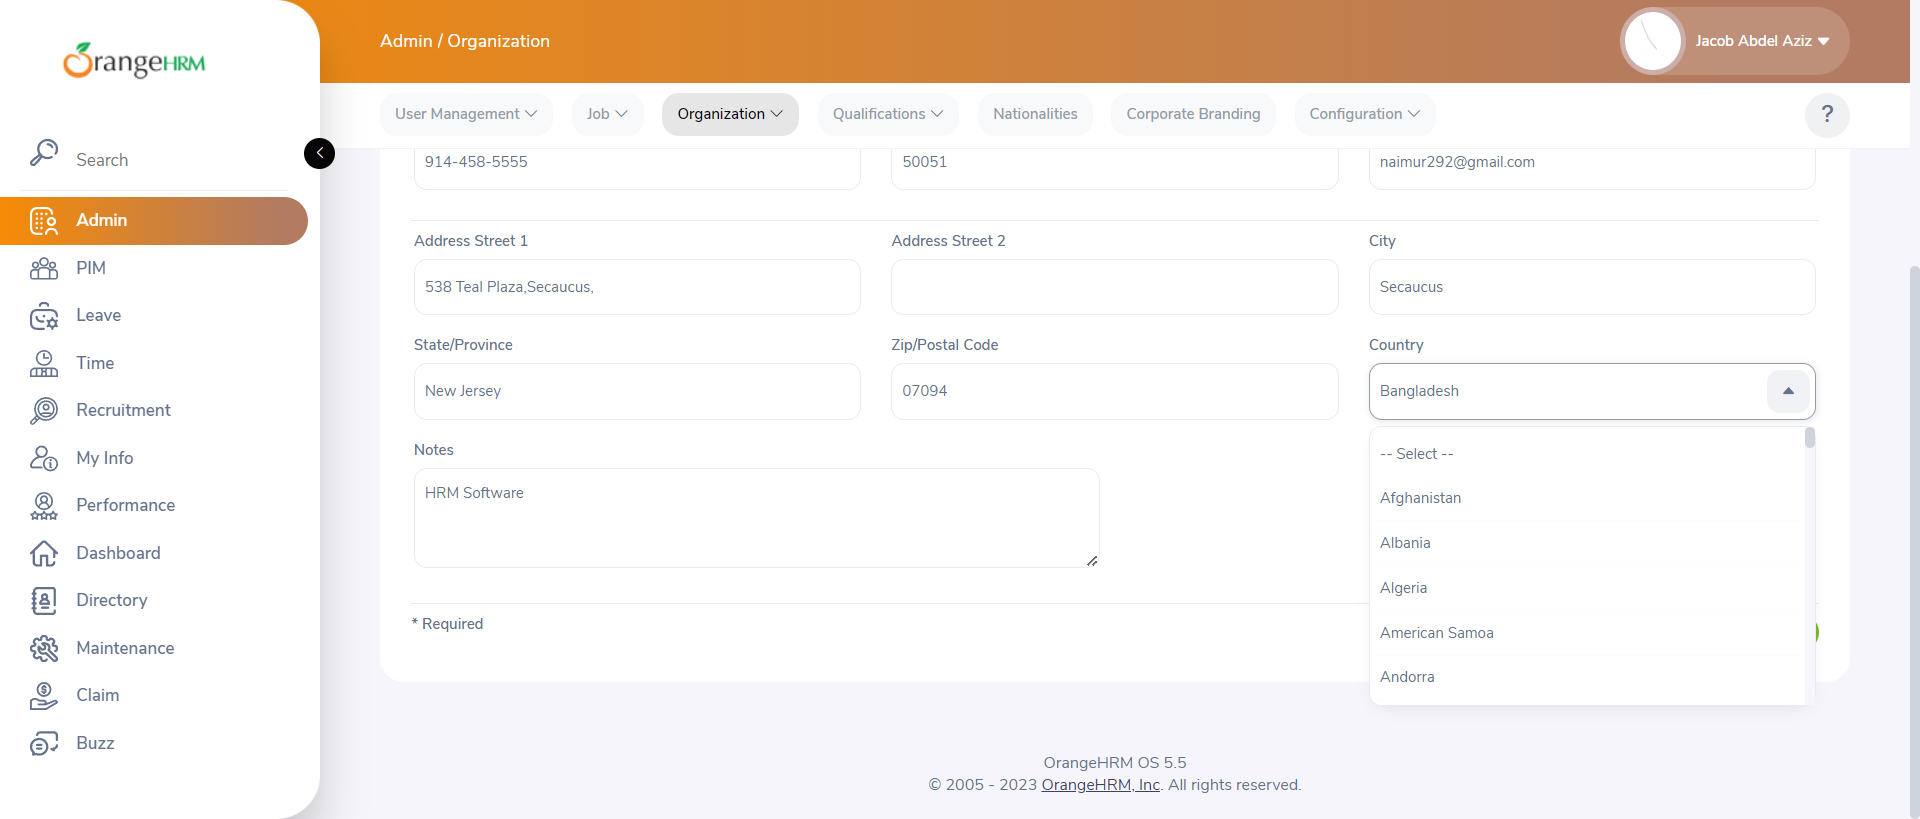 OrangeHRM
Admin / Organization
Jacob Abdel Aziz
User Management
Job
Organization
Qualifications
Nationalities
Corporate Branding
Configuration
?
Search
Admin
PIM
Leave
Time
Recruitment
My Info
Performance
Dashboard
Directory
Maintenance
Claim
Buzz
914-458-5555
50051
naimur292@gmail.com
Address Street 1
Address Street 2
City
538 Teal Plaza,Secaucus,
Secaucus
State/Province
Zip/Postal Code
Country
New Jersey
07094
Bangladesh
Notes
HRM Software
-- Select --
Afghanistan
Albania
Algeria
American Samoa
Andorra
* Required
OrangeHRM OS 5.5
© 2005 - 2023 OrangeHRM, Inc. All rights reserved.